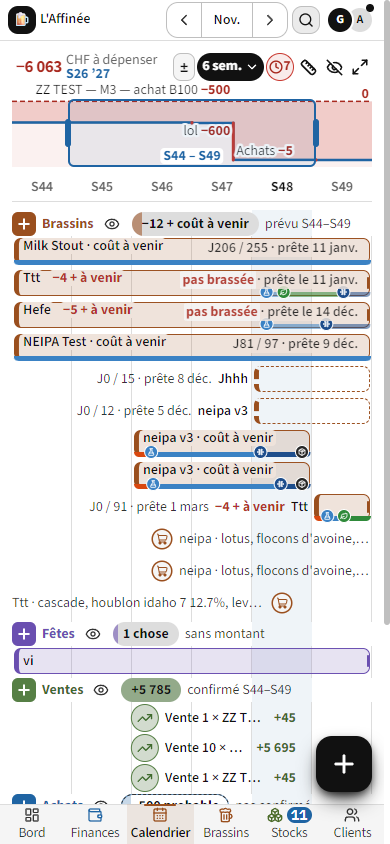 L'Affinée
Nov.
G A
−6 063 CHF à dépenser S26 ’27
± 6 sem. 7
ZZ TEST — M3 — achat B100 −500
0
lol −600
S44 – S49 Achats −5
S44 S45 S46 S47 S48 S49
Brassins −12 + coût à venir prévu S44–S49
Milk Stout · coût à venir J206 / 255 · prête 11 janv.
Ttt −4 + à venir pas brassée · prête le 11 janv.
Hefe −5 + à venir pas brassée · prête le 14 déc.
NEIPA Test · coût à venir J81 / 97 · prête 9 déc.
J0 / 15 · prête 8 déc. Jhhh
J0 / 12 · prête 5 déc. neipa v3
neipa v3 · coût à venir
neipa v3 · coût à venir
J0 / 91 · prête 1 mars −4 + à venir Ttt
neipa · lotus, flocons d'avoine,…
neipa · lotus, flocons d'avoine,…
Ttt · cascade, houblon idaho 7 12.7%, lev…
Fêtes 1 chose sans montant
vi
Ventes +5 785 confirmé S44–S49
Vente 1 × ZZ T… +45
Vente 10 × … +5 695
Vente 1 × ZZ T… +45
Bord Finances Calendrier Brassins Stocks 11 Clients